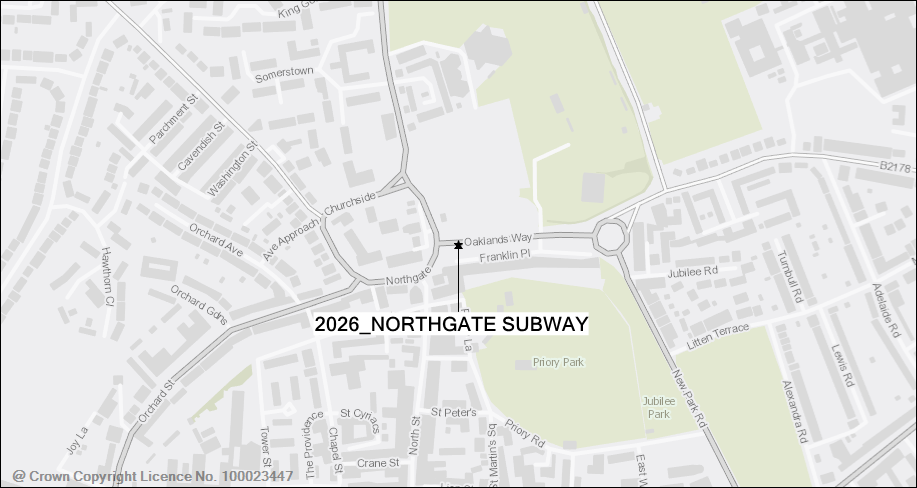 King Ge
Somerstown
Parchment St
Cavendish St
Washington St
B2178
Churchside
Ave Approach
Orchard Ave
Oaklands Way
Franklin Pl
Hawthorn Cl
Northgate
Jubilee Rd
Turnbull Rd
Adelaide Rd
Orchard Gdns
2026_NORTHGATE SUBWAY
La
Litten Terrace
Priory Park
Lewis Rd
Orchard St
New Park Rd
Jubilee
Park
Alexandra Rd
Joy La
The Providence
St Cyriacs
St Peter's
North St
Priory Rd
Tower St
Chapel St
St Martin's Sq
Crane St
East W
@ Crown Copyright Licence No. 100023447